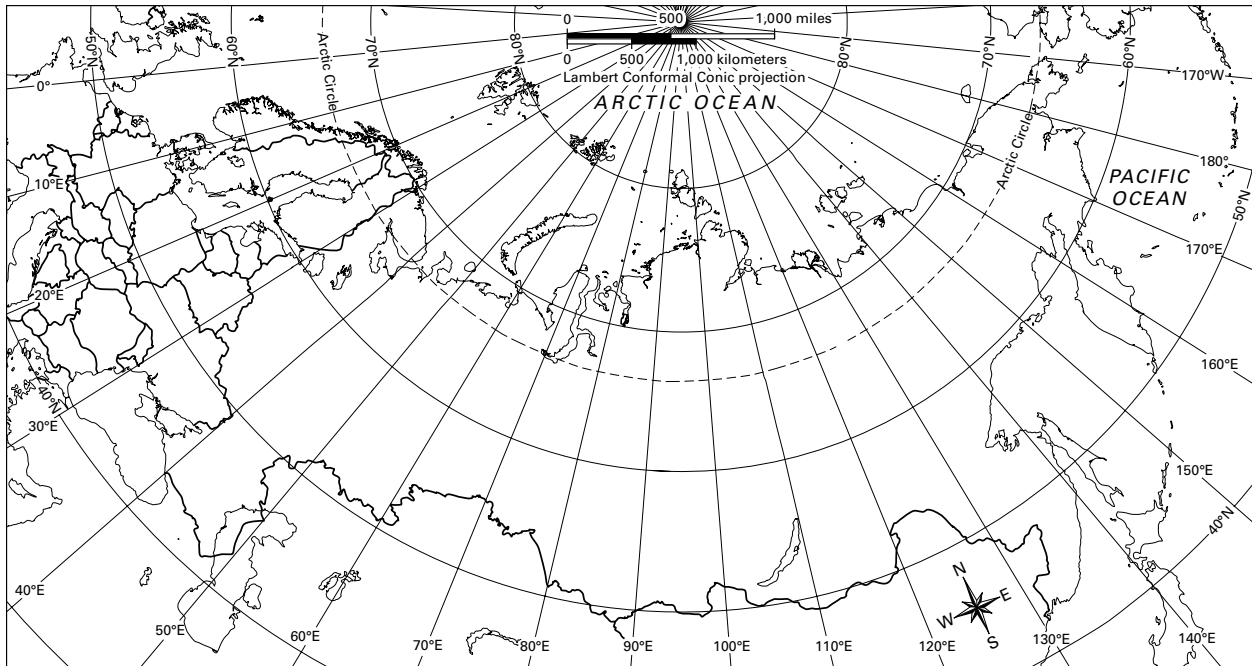 0 500 1,000 miles
0 500 1,000 kilometers
Lambert Conformal Conic projection
ARCTIC OCEAN
PACIFIC
OCEAN
50°N
60°N
Arctic Circle
70°N
80°N
80°N
70°N
Arctic Circle
60°N
170°W
180°
50°N
170°E
160°E
150°E
40°N
140°E
130°E
120°E
110°E
100°E
90°E
80°E
70°E
60°E
50°E
40°E
30°E
40°N
20°E
10°E
0°
N
E
W
S